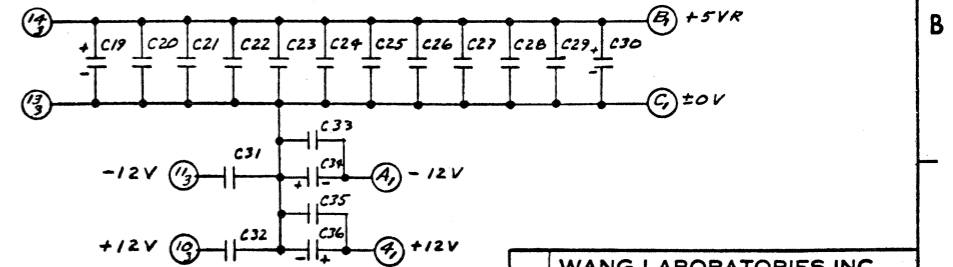 14/3 B1 +5VR B
+ C19 C20 C21 C22 C23 C24 C25 C26 C27 C28 C29 + C30
- -
13/3 C1 ±0V
C33
C31
-12V 11/3 + C34 - A1 -12V
C35
+12V 10/3 C32 - C36 + 41 +12V
WANG LABORATORIES INC